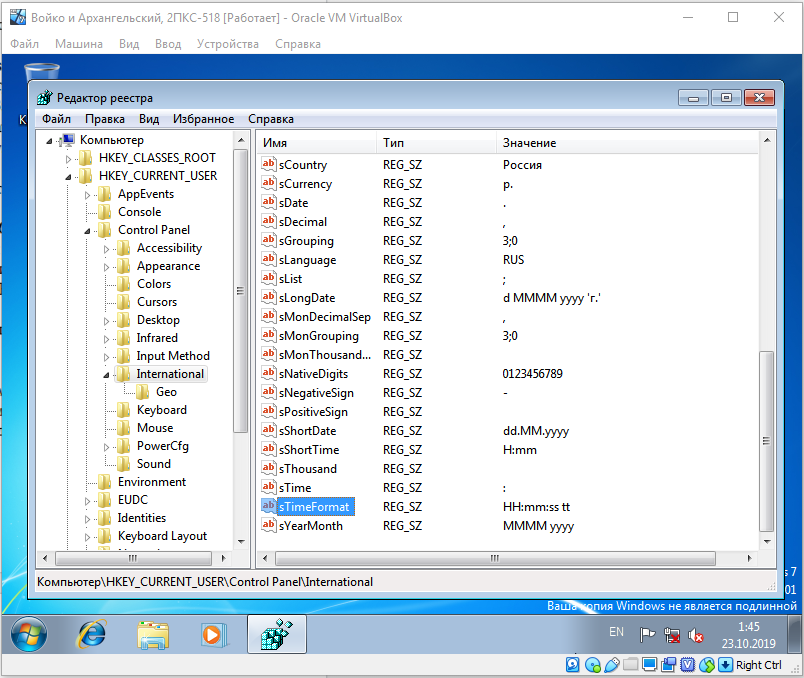 Войко и Архангельский, 2ПКС-518 [Работает] - Oracle VM VirtualBox
Файл Машина Вид Ввод Устройства Справка
Редактор реестра
Файл Правка Вид Избранное Справка
Компьютер
HKEY_CLASSES_ROOT
HKEY_CURRENT_USER
AppEvents
Console
Control Panel
Accessibility
Appearance
Colors
Cursors
Desktop
Infrared
Input Method
International
Geo
Keyboard
Mouse
PowerCfg
Sound
Environment
EUDC
Identities
Keyboard Layout
Имя Тип Значение
sCountry REG_SZ Россия
sCurrency REG_SZ р.
sDate REG_SZ .
sDecimal REG_SZ ,
sGrouping REG_SZ 3;0
sLanguage REG_SZ RUS
sList REG_SZ ;
sLongDate REG_SZ d MMMM yyyy 'г.'
sMonDecimalSep REG_SZ ,
sMonGrouping REG_SZ 3;0
sMonThousand... REG_SZ
sNativeDigits REG_SZ 0123456789
sNegativeSign REG_SZ -
sPositiveSign REG_SZ
sShortDate REG_SZ dd.MM.yyyy
sShortTime REG_SZ H:mm
sThousand REG_SZ
sTime REG_SZ :
sTimeFormat REG_SZ HH:mm:ss tt
sYearMonth REG_SZ MMMM yyyy
Компьютер\HKEY_CURRENT_USER\Control Panel\International
s 7
01
Ваша копия Windows не является подлинной
EN
1:45
23.10.2019
Right Ctrl